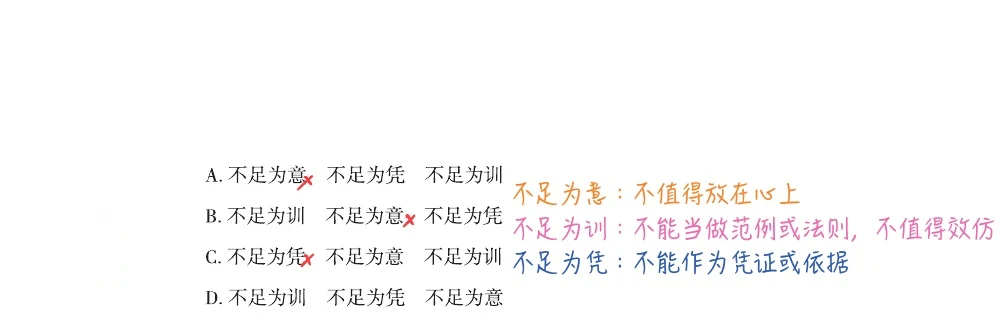 A. 不足为意 不足为凭 不足为训
不足为意：不值得放在心上
B. 不足为训 不足为意 不足为凭
不足为训：不能当做范例或法则，不值得效仿
C. 不足为凭 不足为意 不足为训
不足为凭：不能作为凭证或依据
D. 不足为训 不足为凭 不足为意